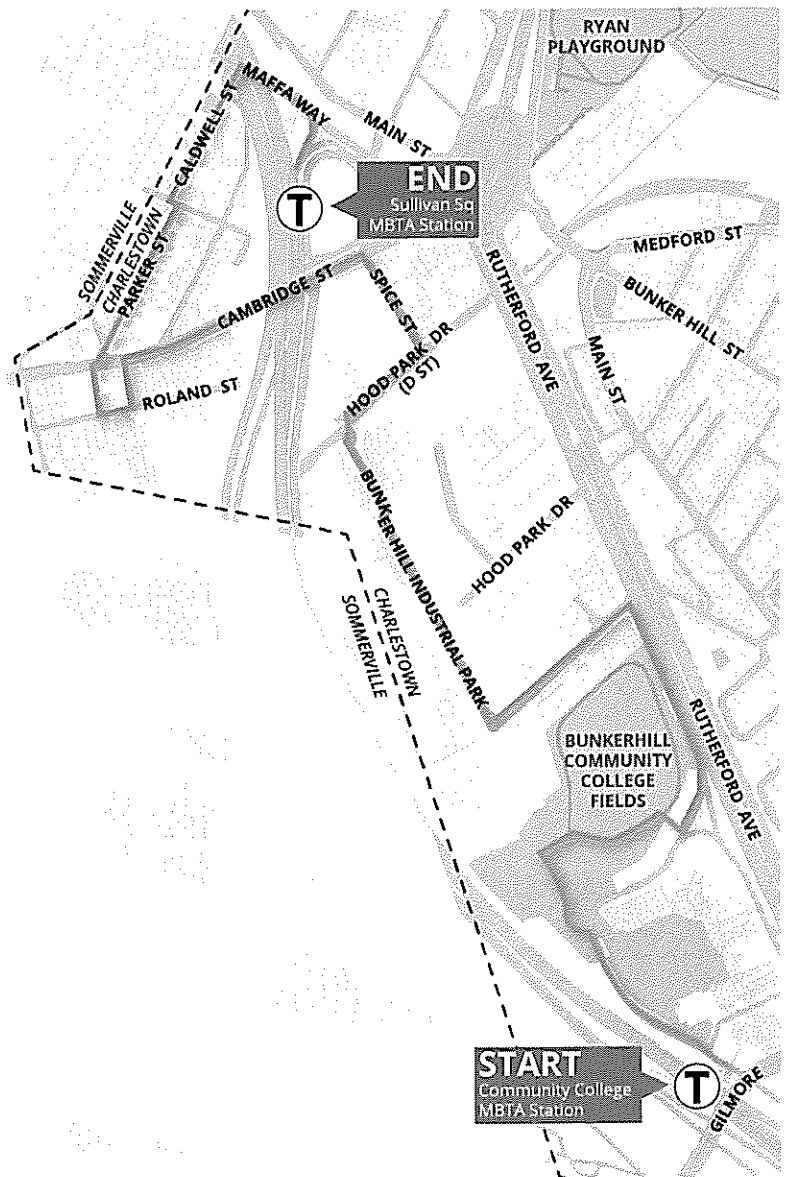 RYAN
PLAYGROUND
MAFFA WAY
MAIN ST
CALDWELL ST
END
Sullivan Sq
MBTA Station
T
SOMMERVILLE
CHARLESTOWN
PARKER ST
MEDFORD ST
CAMBRIDGE ST
SPICE ST
RUTHERFORD AVE
BUNKER HILL ST
HOOD PARK DR
(D ST)
MAIN ST
ROLAND ST
BUNKER HILL INDUSTRIAL PARK
HOOD PARK DR
CHARLESTOWN
SOMMERVILLE
BUNKERHILL
COMMUNITY
COLLEGE
FIELDS
RUTHERFORD AVE
START
Community College
MBTA Station
T
GILMORE